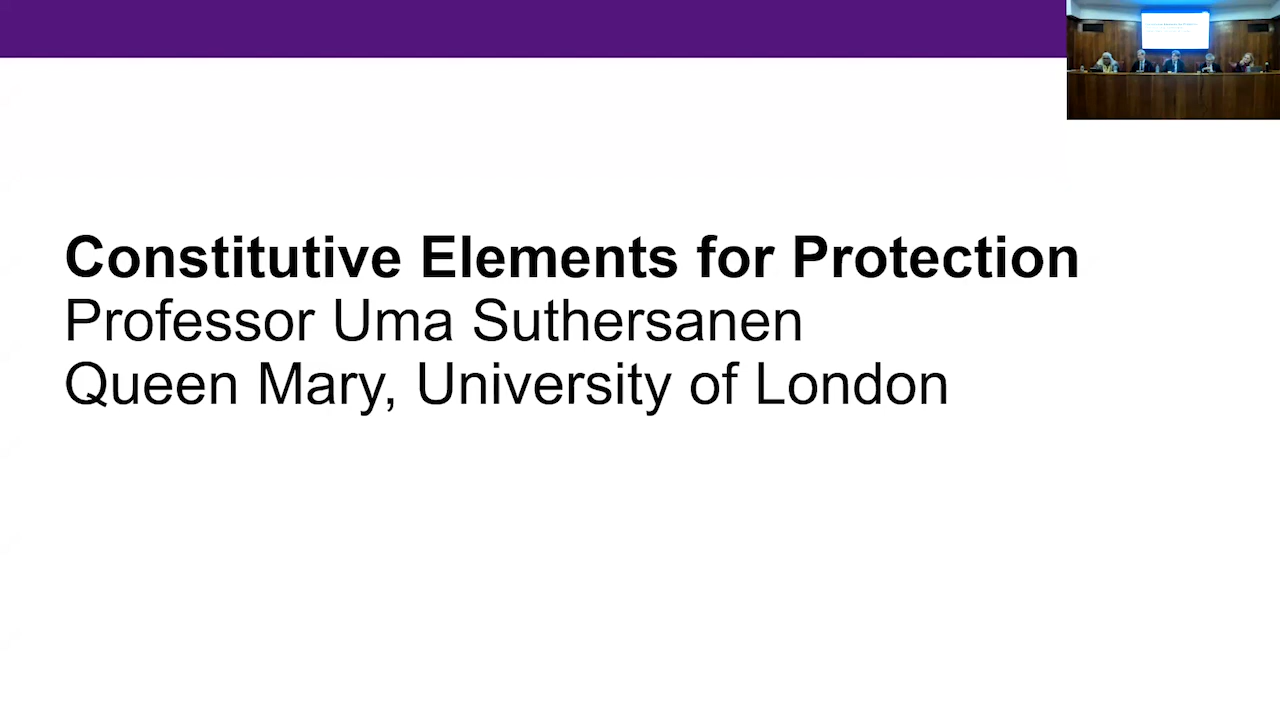 Constitutive Elements for Protection
Professor Uma Suthersanen
Queen Mary, University of London